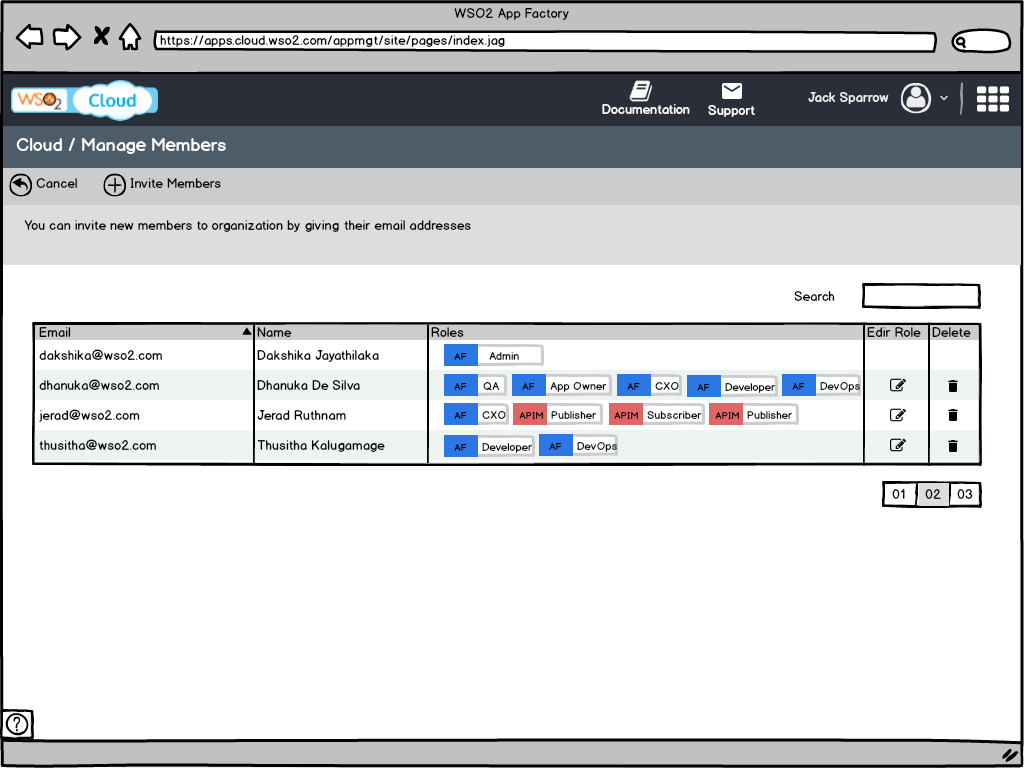 WSO2 App Factory
https://apps.cloud.wso2.com/appmgt/site/pages/index.jag
WSO2 Cloud
Documentation
Support
Jack Sparrow
Cloud / Manage Members
Cancel
Invite Members
You can invite new members to organization by giving their email addresses
Search
Email Name Roles Edir Role Delete
dakshika@wso2.com Dakshika Jayathilaka AF Admin
dhanuka@wso2.com Dhanuka De Silva AF QA AF App Owner AF CXO AF Developer AF DevOps
jerad@wso2.com Jerad Ruthnam AF CXO APIM Publisher APIM Subscriber APIM Publisher
thusitha@wso2.com Thusitha Kalugamage AF Developer AF DevOps
01 02 03
?